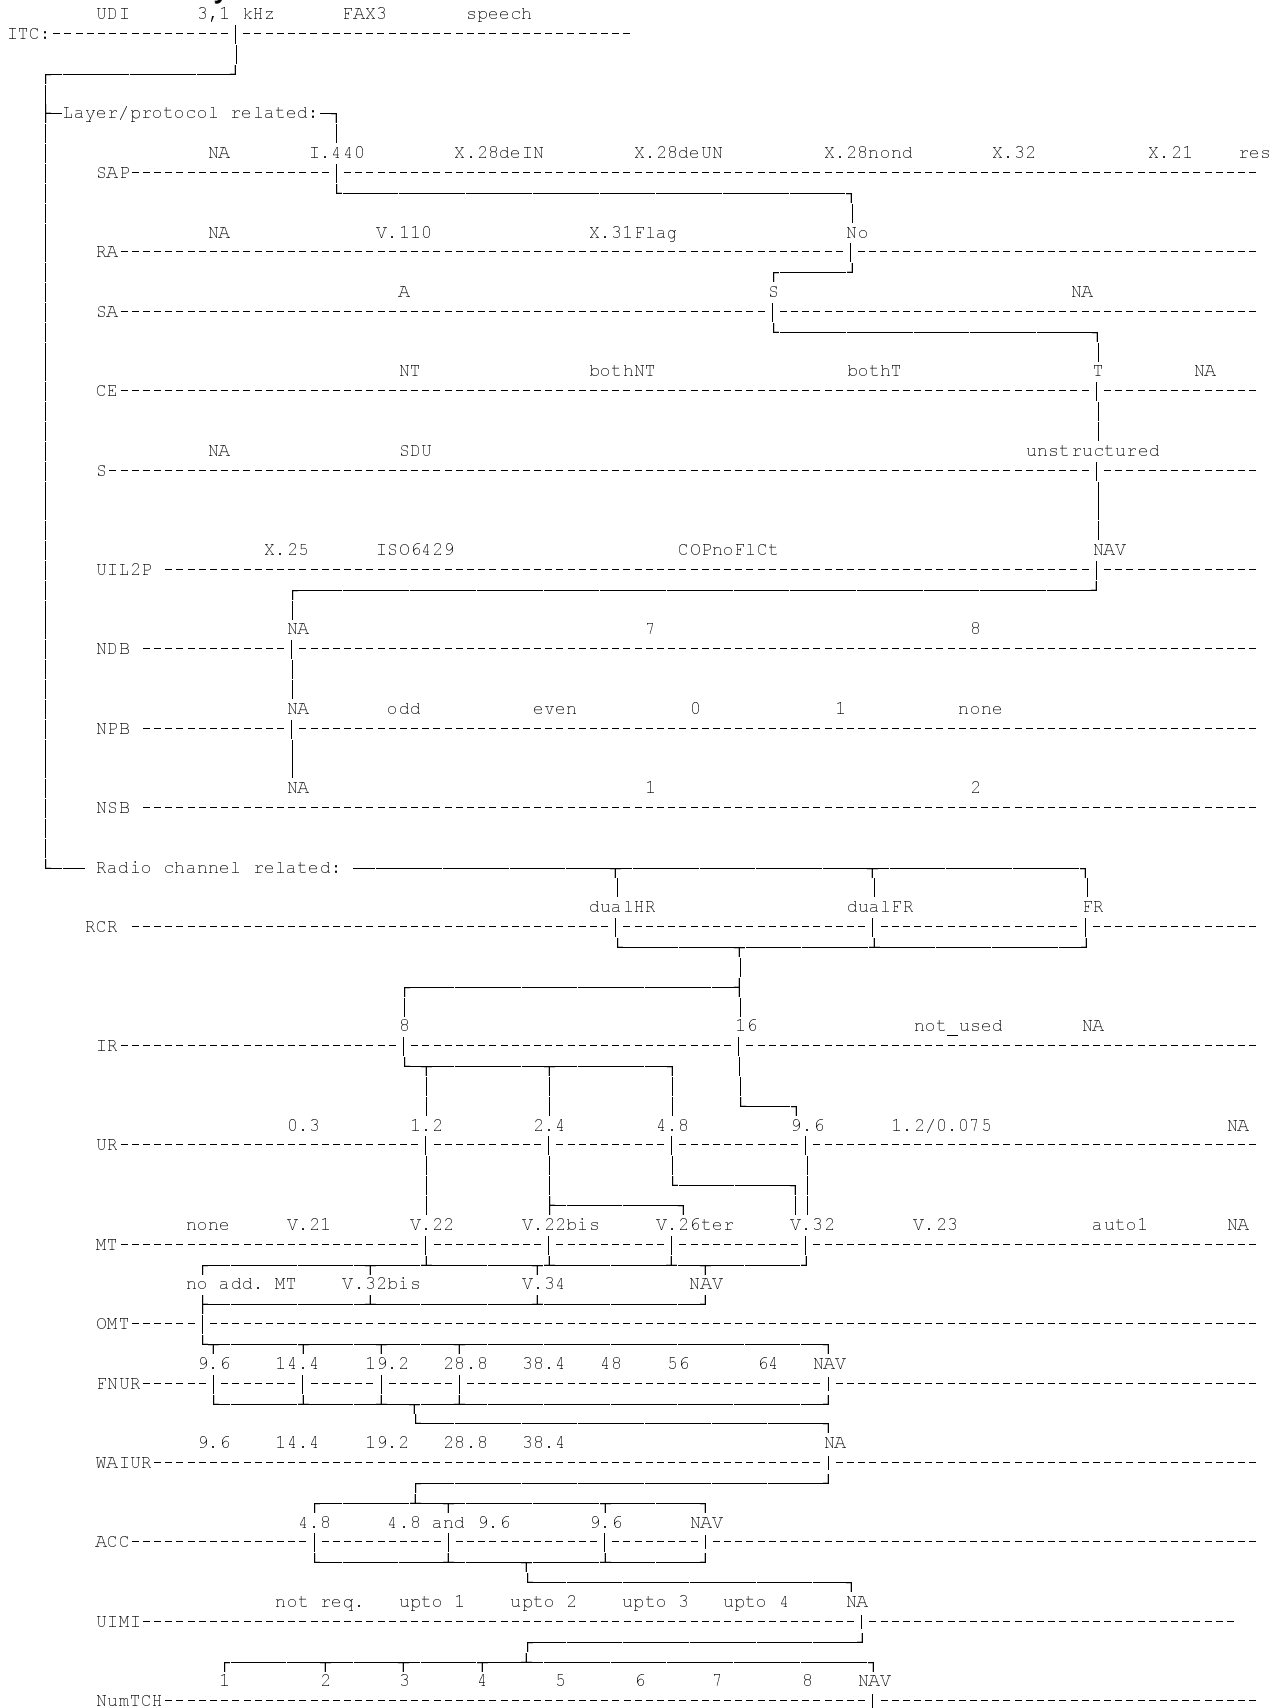 UDI 3,1 kHz FAX3 speech
ITC:
Layer/protocol related:
NA I.440 X.28deIN X.28deUN X.28nond X.32 X.21 res
SAP
NA V.110 X.31Flag No
RA
A S NA
SA
NT bothNT bothT T NA
CE
NA SDU unstructured
S
X.25 ISO6429 COPnoFlCt NAV
UIL2P
NA 7 8
NDB
NA odd even 0 1 none
NPB
NA 1 2
NSB
Radio channel related:
dualHR dualFR FR
RCR
8 16 not_used NA
IR
0.3 1.2 2.4 4.8 9.6 1.2/0.075 NA
UR
none V.21 V.22 V.22bis V.26ter V.32 V.23 auto1 NA
MT
no add. MT V.32bis V.34 NAV
OMT
9.6 14.4 19.2 28.8 38.4 48 56 64 NAV
FNUR
9.6 14.4 19.2 28.8 38.4 NA
WAIUR
4.8 4.8 and 9.6 9.6 NAV
ACC
not req. upto 1 upto 2 upto 3 upto 4 NA
UIMI
1 2 3 4 5 6 7 8 NAV
NumTCH